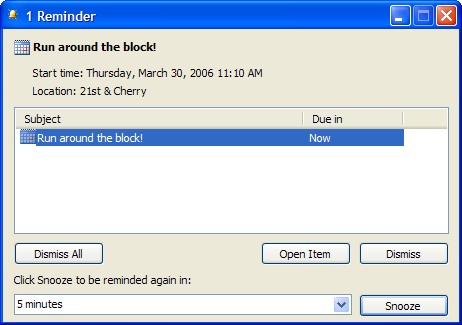 1 Reminder
Run around the block!
Start time: Thursday, March 30, 2006 11:10 AM
Location: 21st & Cherry
Subject Due in
Run around the block! Now
Dismiss All Open Item Dismiss
Click Snooze to be reminded again in:
5 minutes Snooze